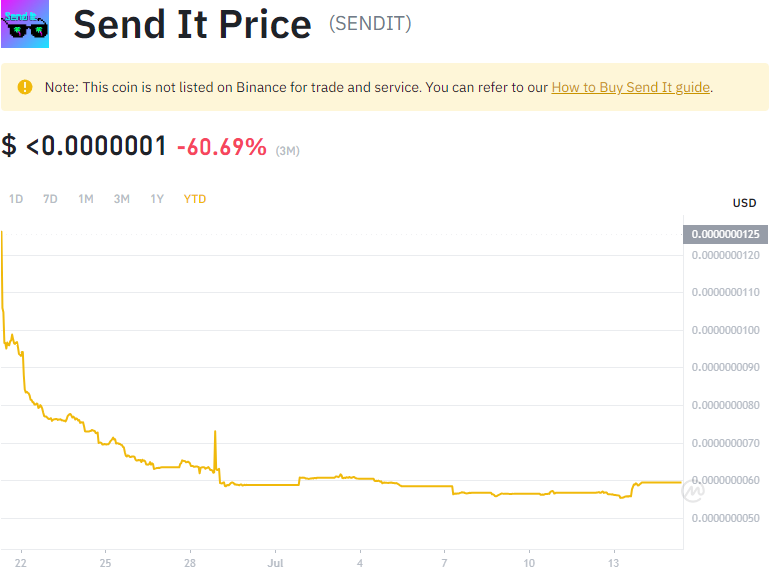 Send It
Send It Price (SENDIT)
Note: This coin is not listed on Binance for trade and service. You can refer to our How to Buy Send It guide.
$ <0.0000001 -60.69% (3M)
1D 7D 1M 3M 1Y YTD
USD
0.0000000125
0.0000000120
0.0000000110
0.0000000100
0.0000000090
0.0000000080
0.0000000070
0.0000000060
0.0000000050
22 25 28 Jul 4 7 10 13